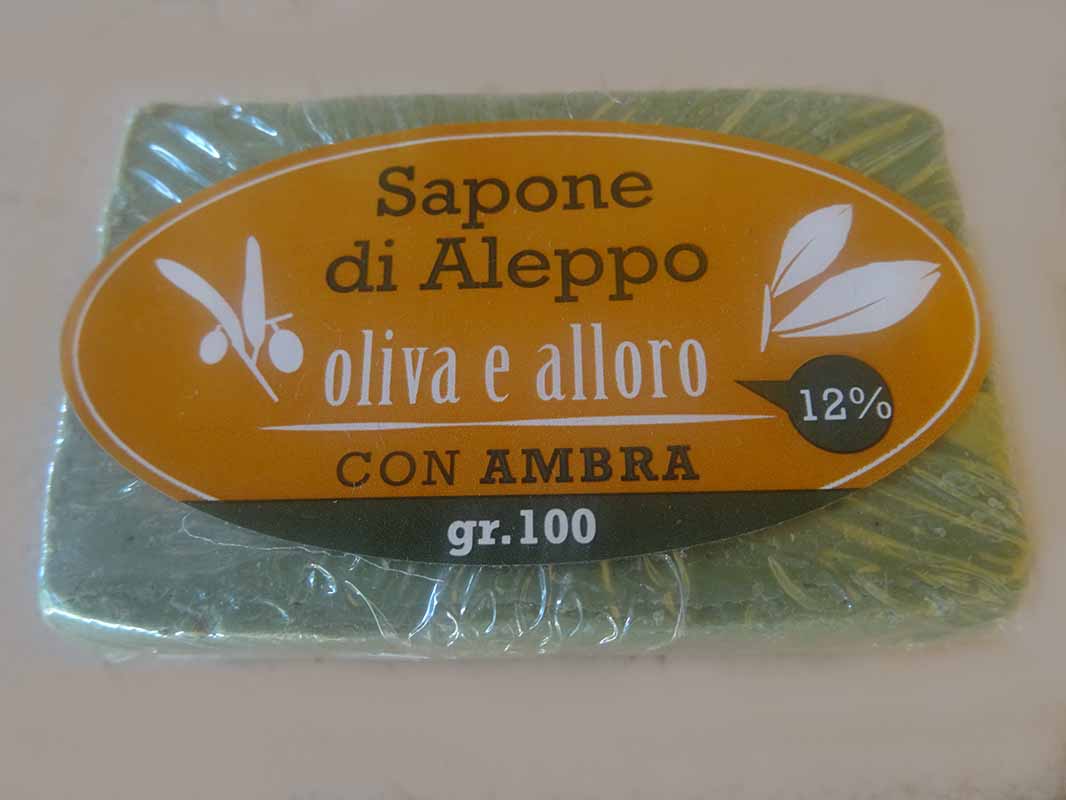 Sapone
di Aleppo
oliva e alloro
12%
CON AMBRA
gr.100